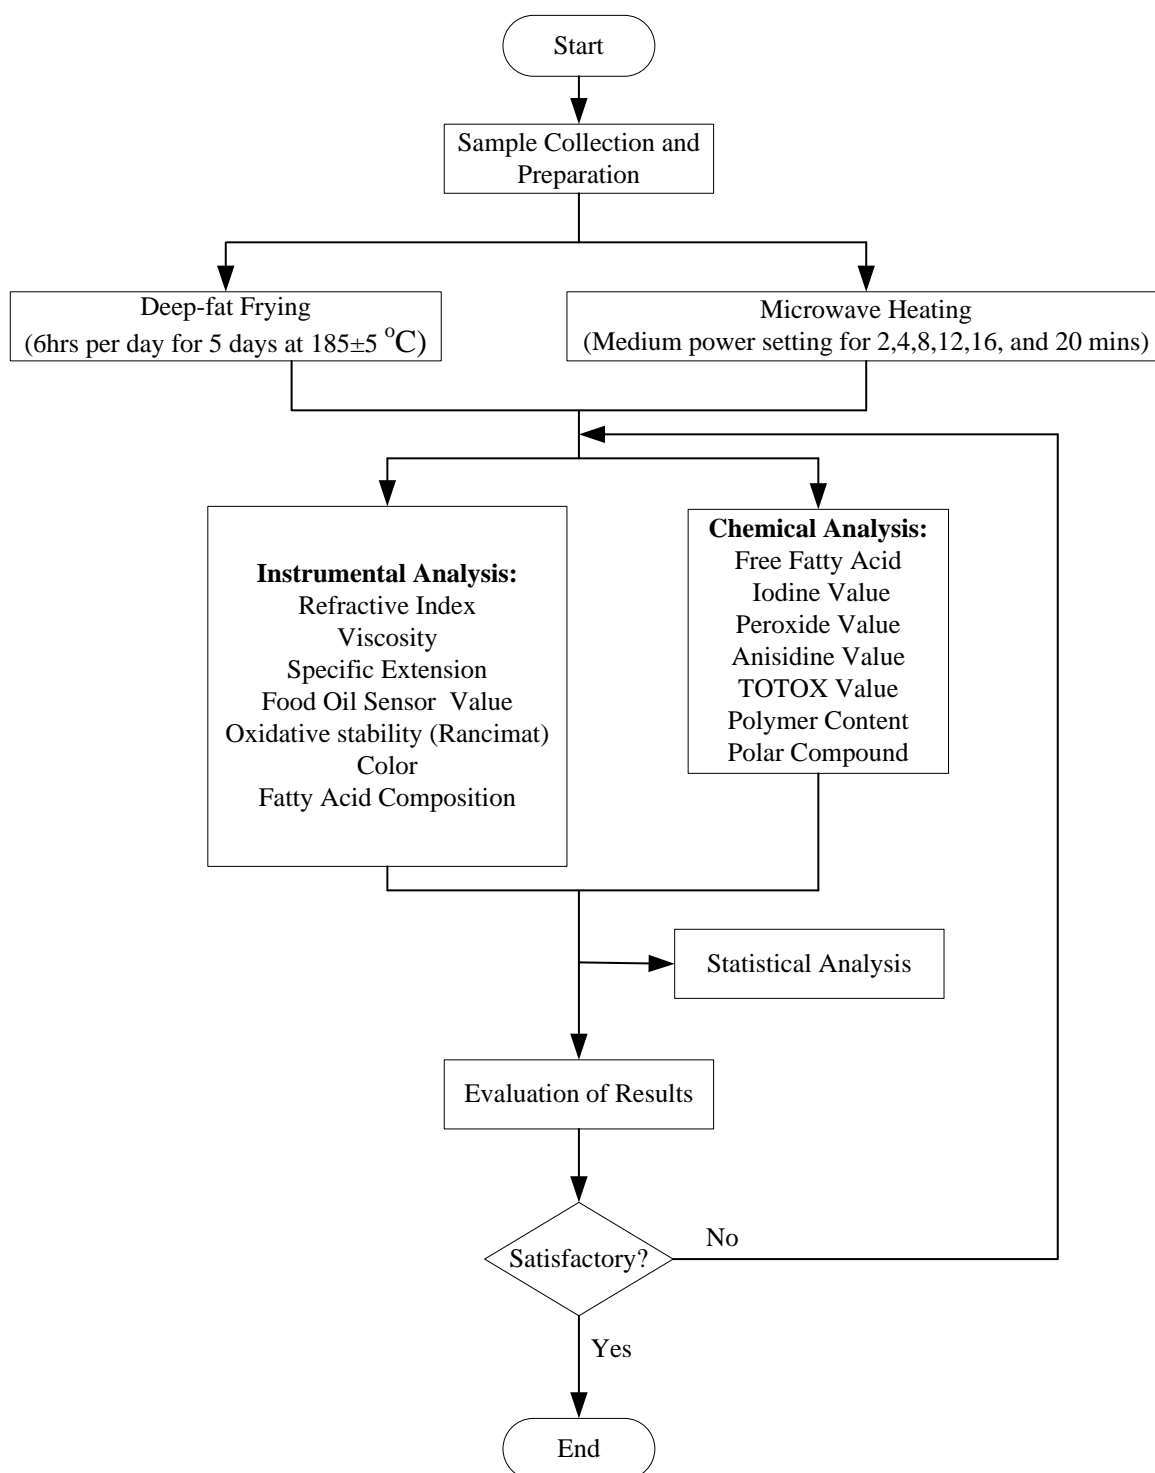 Start
Sample Collection and
Preparation
Deep-fat Frying
(6hrs per day for 5 days at 185±5 °C)
Microwave Heating
(Medium power setting for 2,4,8,12,16, and 20 mins)
Instrumental Analysis:
Refractive Index
Viscosity
Specific Extension
Food Oil Sensor Value
Oxidative stability (Rancimat)
Color
Fatty Acid Composition
Chemical Analysis:
Free Fatty Acid
Iodine Value
Peroxide Value
Anisidine Value
TOTOX Value
Polymer Content
Polar Compound
Statistical Analysis
Evaluation of Results
Satisfactory?
No
Yes
End